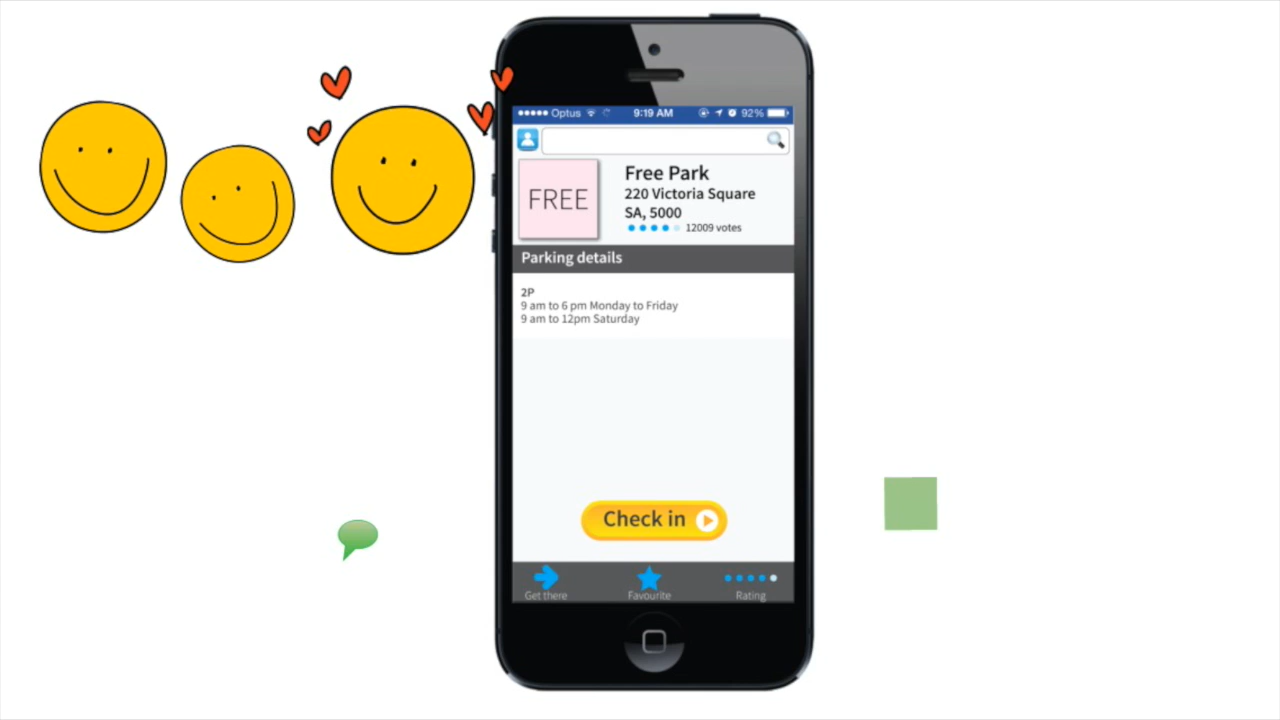 Optus 9:19 AM 92%
FREE
Free Park
220 Victoria Square
SA, 5000
12009 votes
Parking details
2P
9 am to 6 pm Monday to Friday
9 am to 12pm Saturday
Check in
Get there Favourite Rating